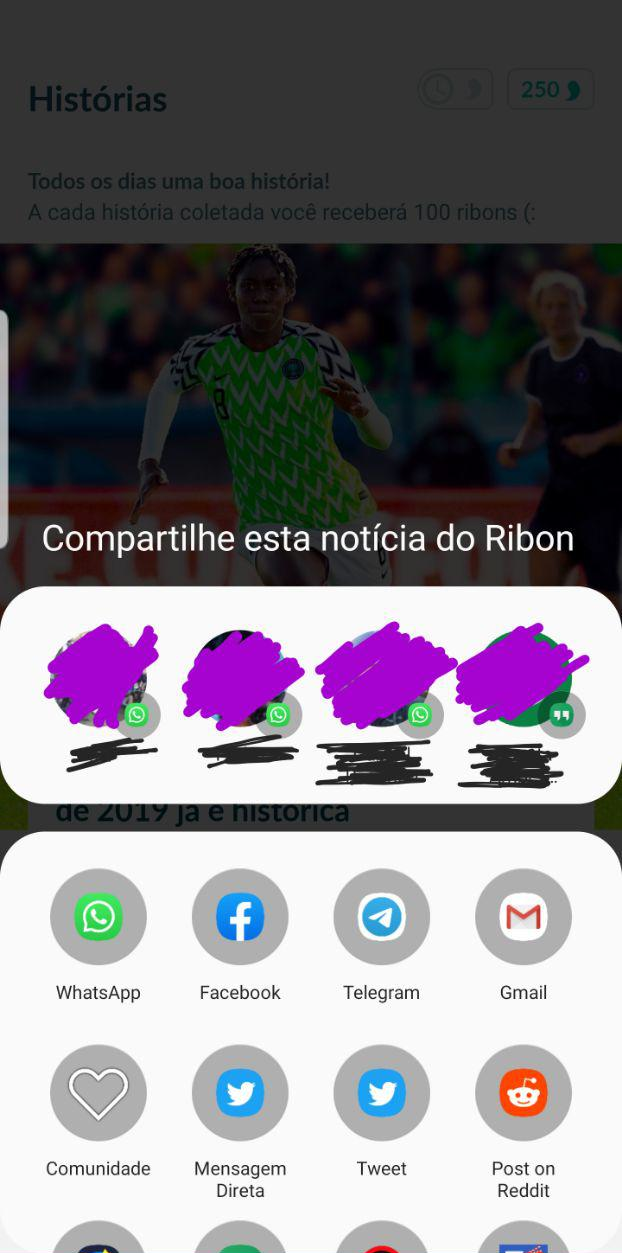 Histórias
250
Todos os dias uma boa história!
A cada história coletada você receberá 100 ribons (:
8
Compartilhe esta notícia do Ribon
de 2019 já é histórica
WhatsApp
Facebook
Telegram
Gmail
Comunidade
Mensagem
Direta
Tweet
Post on
Reddit